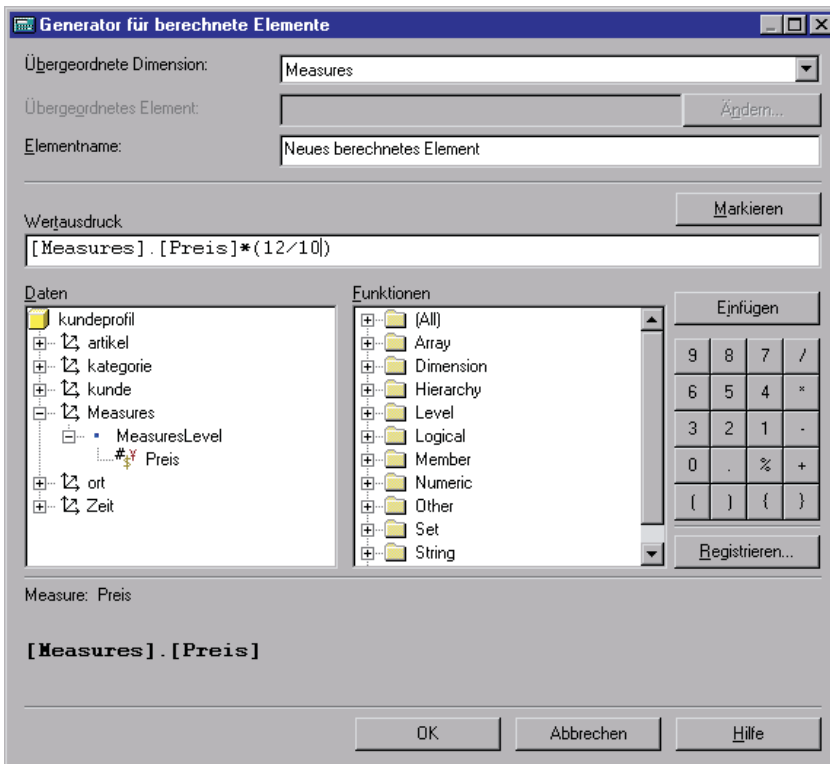 Generator für berechnete Elemente
Übergeordnete Dimension:
Measures
Übergeordnetes Element:
Ändern...
Elementname:
Neues berechnetes Element
Markieren
Wertausdruck
[Measures].[Preis]*(12/10)
Daten
kundeprofil
artikel
kategorie
kunde
Measures
MeasuresLevel
Preis
ort
Zeit
Funktionen
(All)
Array
Dimension
Hierarchy
Level
Logical
Member
Numeric
Other
Set
String
Einfügen
9 8 7 /
6 5 4 *
3 2 1 -
0 . % +
( ) { }
Registrieren...
Measure: Preis
[Measures].[Preis]
OK
Abbrechen
Hilfe